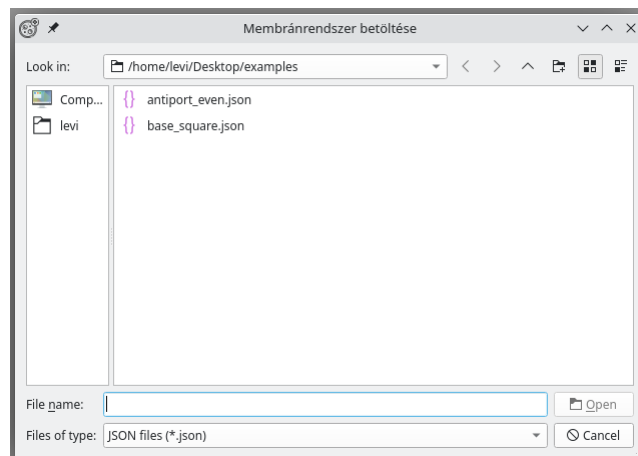 Membránrendszer betöltése
Look in: /home/levi/Desktop/examples
Comp...
levi
antiport_even.json
base_square.json
File name: Open
Files of type: JSON files (*.json) Cancel